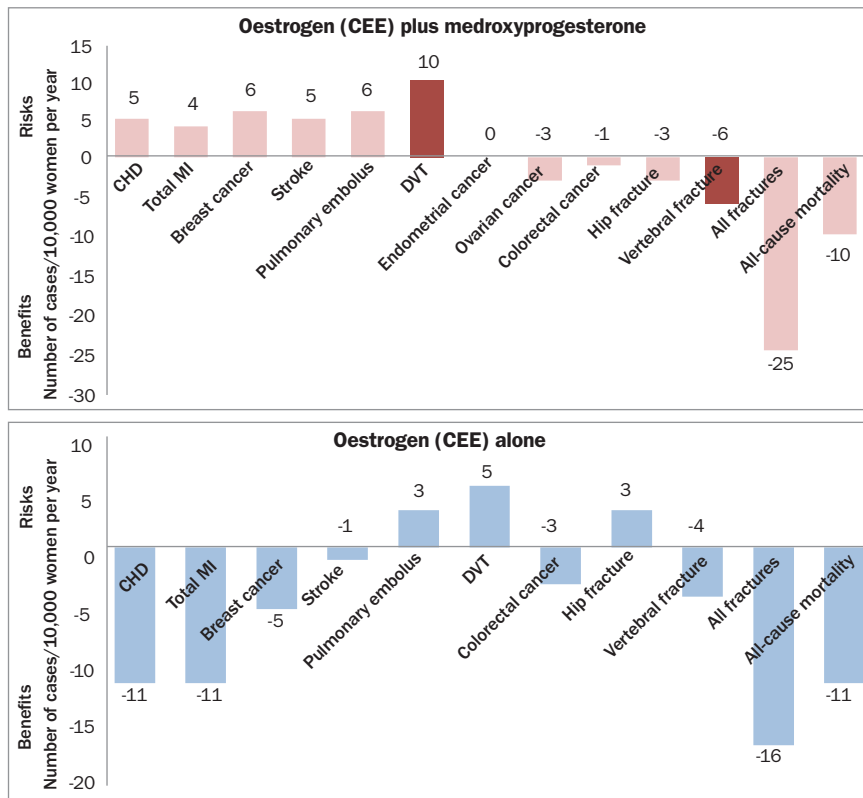 Oestrogen (CEE) plus medroxyprogesterone
Risks
Benefits
Number of cases/10,000 women per year
15
10
5
0
-5
-10
-15
-20
-25
-30
5
4
6
5
6
10
0
-3
-1
-3
-6
-25
-10
CHD
Total MI
Breast cancer
Stroke
Pulmonary embolus
DVT
Endometrial cancer
Ovarian cancer
Colorectal cancer
Hip fracture
Vertebral fracture
All fractures
All-cause mortality
Oestrogen (CEE) alone
Risks
Benefits
Number of cases/10,000 women per year
10
5
0
-5
-10
-15
-20
-11
-11
-5
-1
3
5
-3
3
-4
-16
-11
CHD
Total MI
Breast cancer
Stroke
Pulmonary embolus
DVT
Colorectal cancer
Hip fracture
Vertebral fracture
All fractures
All-cause mortality